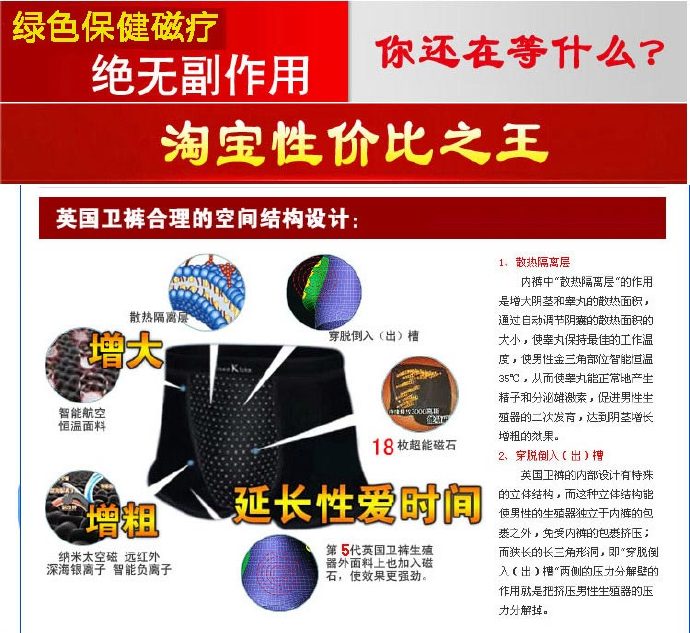 绿色保健磁疗
绝无副作用
你还在等什么?
淘宝性价比之王
英国卫裤合理的空间结构设计:
散热隔离层
穿脱倒入(出)槽
增大
智能航空
恒温面料
18枚超能磁石
增粗
延长性爱时间
纳米太空磁 远红外
深海银离子 智能负离子
第5代英国卫裤生殖
器外面料上也加入磁
石,使效果更强劲。
1、散热隔离层
内裤中"散热隔离层"的作用
是增大阴茎和睾丸的散热面积,
通过自动调节阴囊的散热面积的
大小,使睾丸保持最佳的工作温
度,使男性金三角部位智能恒温
35℃,从而使睾丸能正常地产生
精子和分泌雄激素,促进男性生
殖器的二次发育,达到阴茎增长
增粗的效果。
2、穿脱倒入(出)槽
英国卫裤的内部设计有特殊
的立体结构,而这种立体结构能
使男性的生殖器独立于内裤的包
裹之外,免受内裤的包裹挤压;
而狭长的长三角形洞,即"穿脱倒
入(出)槽"两侧的压力分解壁的
作用就是把挤压男性生殖器的压
力分解掉。